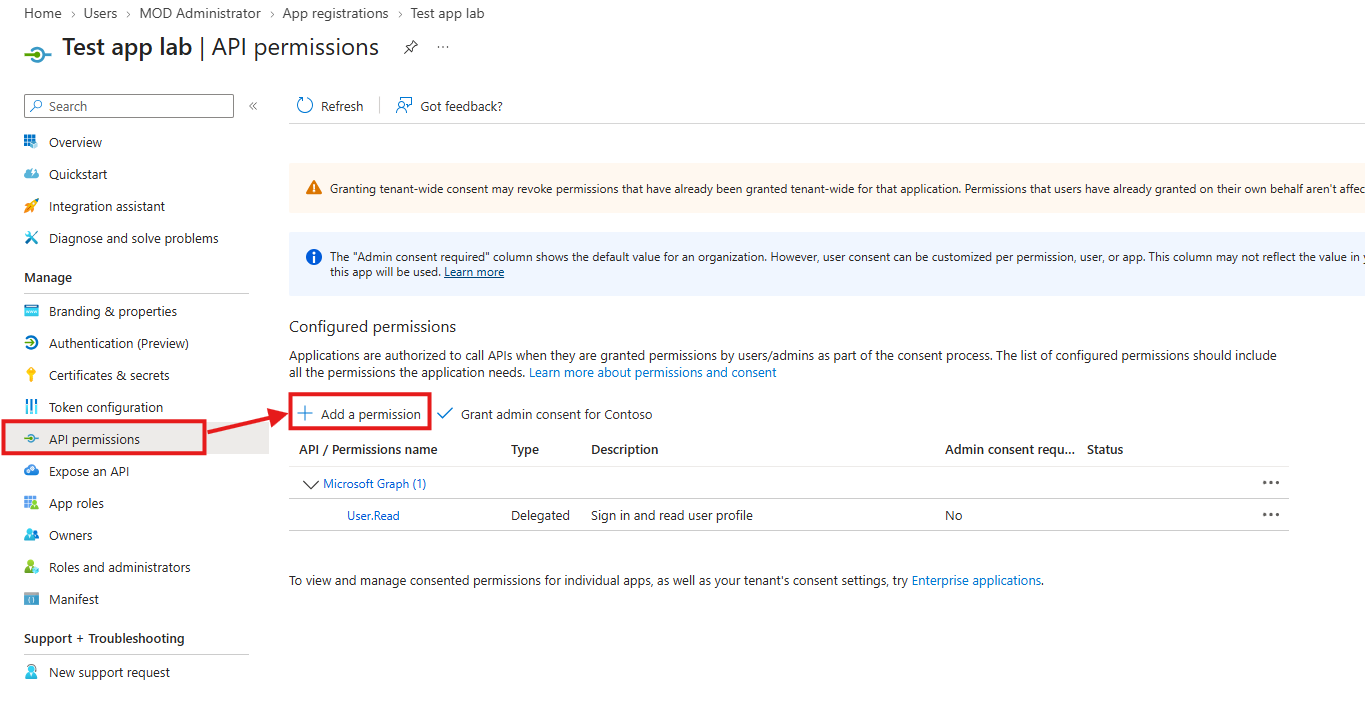 Home > Users > MOD Administrator > App registrations > Test app lab
Test app lab | API permissions
Search
Refresh
Got feedback?
Overview
Quickstart
Integration assistant
Diagnose and solve problems
Manage
Branding & properties
Authentication (Preview)
Certificates & secrets
Token configuration
API permissions
Expose an API
App roles
Owners
Roles and administrators
Manifest
Support + Troubleshooting
New support request
Granting tenant-wide consent may revoke permissions that have already been granted tenant-wide for that application. Permissions that users have already granted on their own behalf aren't affec
The "Admin consent required" column shows the default value for an organization. However, user consent can be customized per permission, user, or app. This column may not reflect the value in
this app will be used. Learn more
Configured permissions
Applications are authorized to call APIs when they are granted permissions by users/admins as part of the consent process. The list of configured permissions should include
all the permissions the application needs. Learn more about permissions and consent
Add a permission
Grant admin consent for Contoso
API / Permissions name Type Description Admin consent requ... Status
Microsoft Graph (1)
User.Read Delegated Sign in and read user profile No
To view and manage consented permissions for individual apps, as well as your tenant's consent settings, try Enterprise applications.